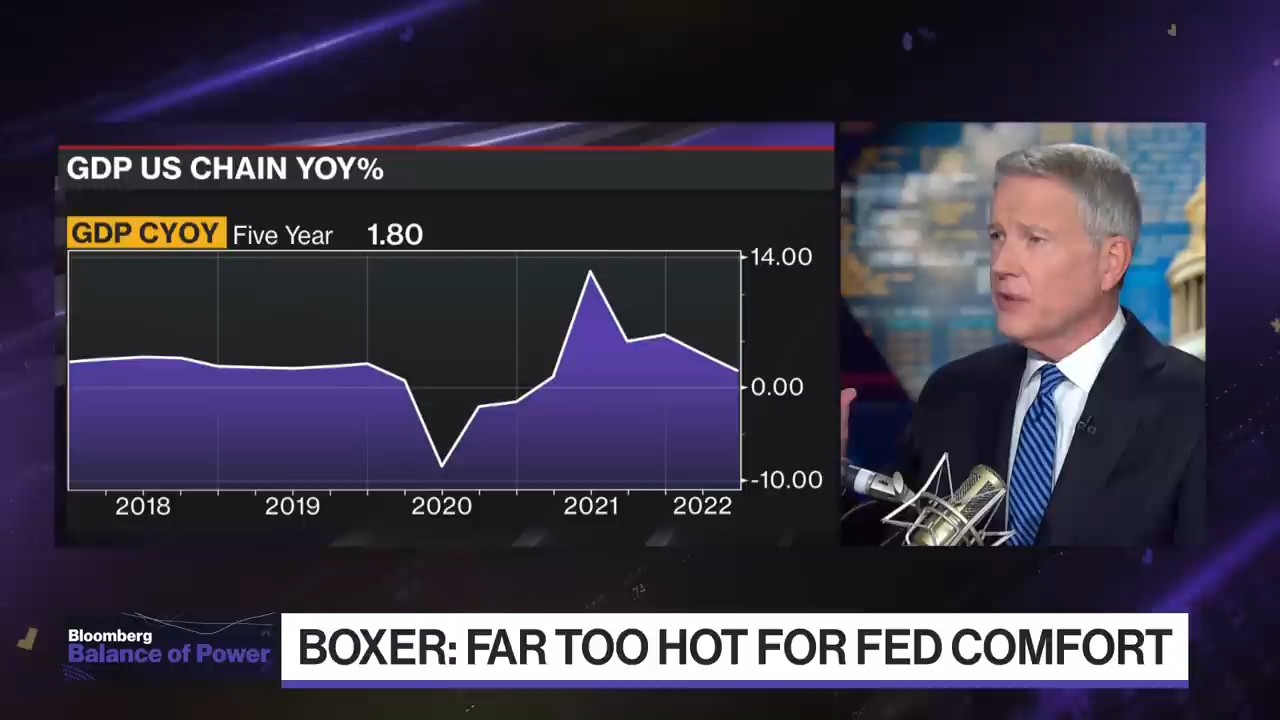 GDP US CHAIN YOY%
GDP CYOY Five Year 1.80
14.00
0.00
-10.00
2018 2019 2020 2021 2022
Bloomberg
Balance of Power
BOXER: FAR TOO HOT FOR FED COMFORT